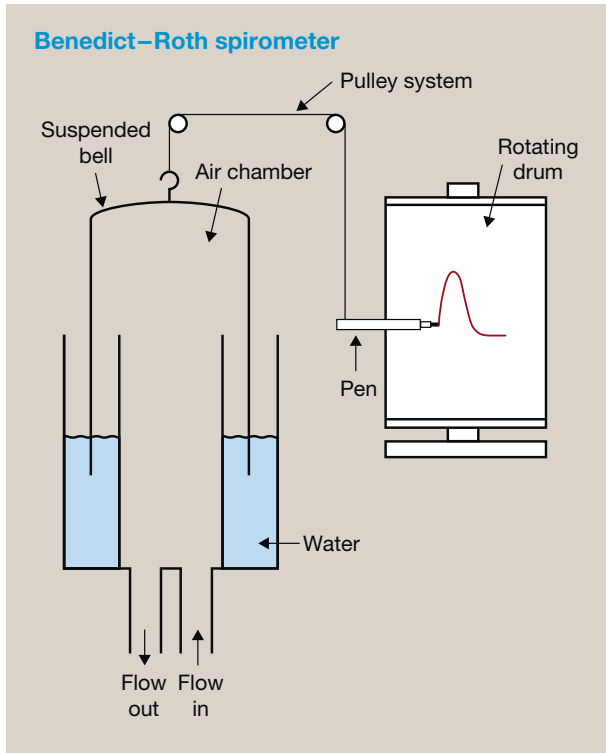 Benedict–Roth spirometer
Pulley system
Suspended
bell
Air chamber
Rotating
drum
Pen
Water
Flow
out
Flow
in